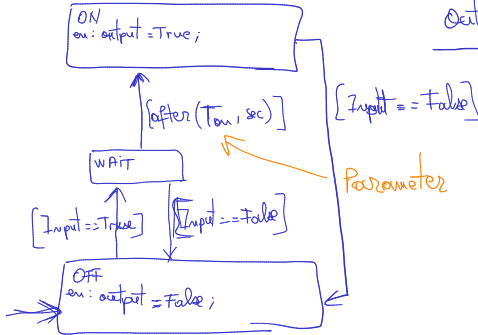 ON
en: output =True;
Out
[after(Ton, sec)]
[Input == False]
WAIT
Parameter
[Input==True]
[Input==False]
OFF
en: output =False;